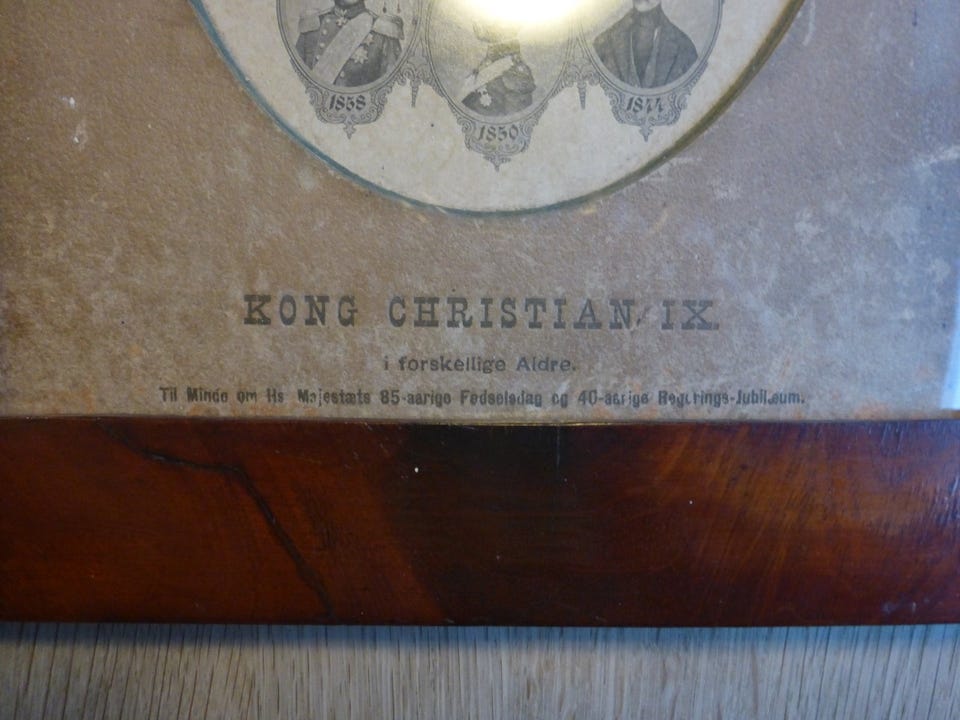 1858
1850
1844
KONG CHRISTIAN IX.
i forskellige Aldre.
Til Minde om Hs Majestæts 85-aarige Fødselsdag og 40-aarige Regerings-Jubilæum.